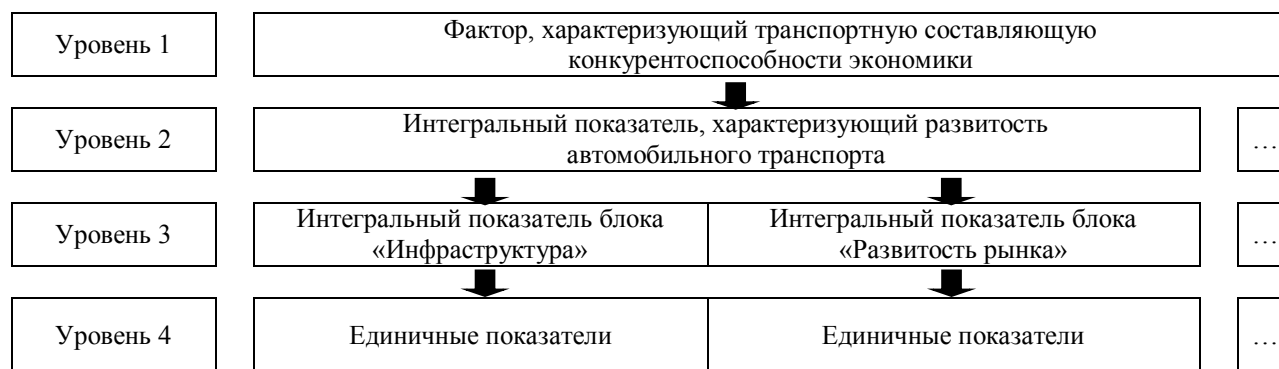 Уровень 1
Фактор, характеризующий транспортную составляющую
конкурентоспособности экономики
Уровень 2
Интегральный показатель, характеризующий развитость
автомобильного транспорта
…
Уровень 3
Интегральный показатель блока
«Инфраструктура»
Интегральный показатель блока
«Развитость рынка»
…
Уровень 4
Единичные показатели
Единичные показатели
…